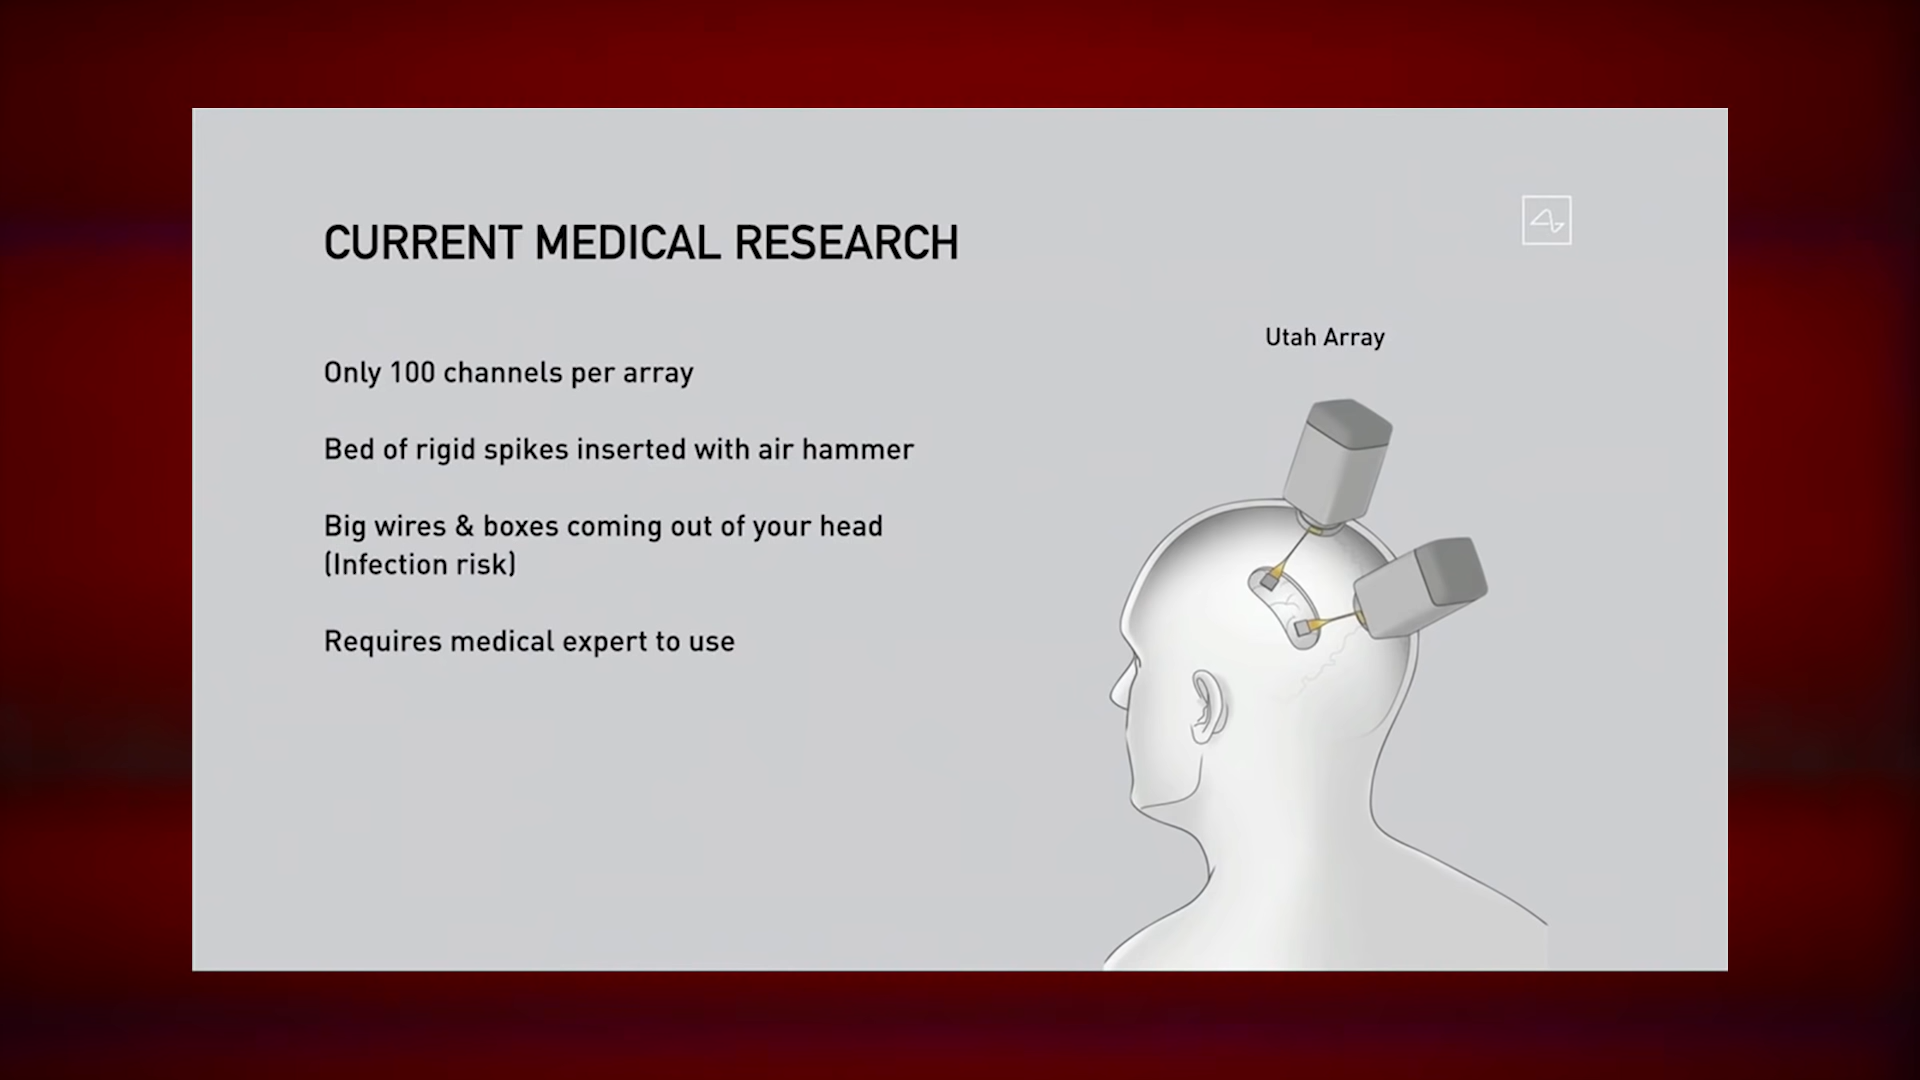 CURRENT MEDICAL RESEARCH
Utah Array
Only 100 channels per array
Bed of rigid spikes inserted with air hammer
Big wires & boxes coming out of your head
(Infection risk)
Requires medical expert to use